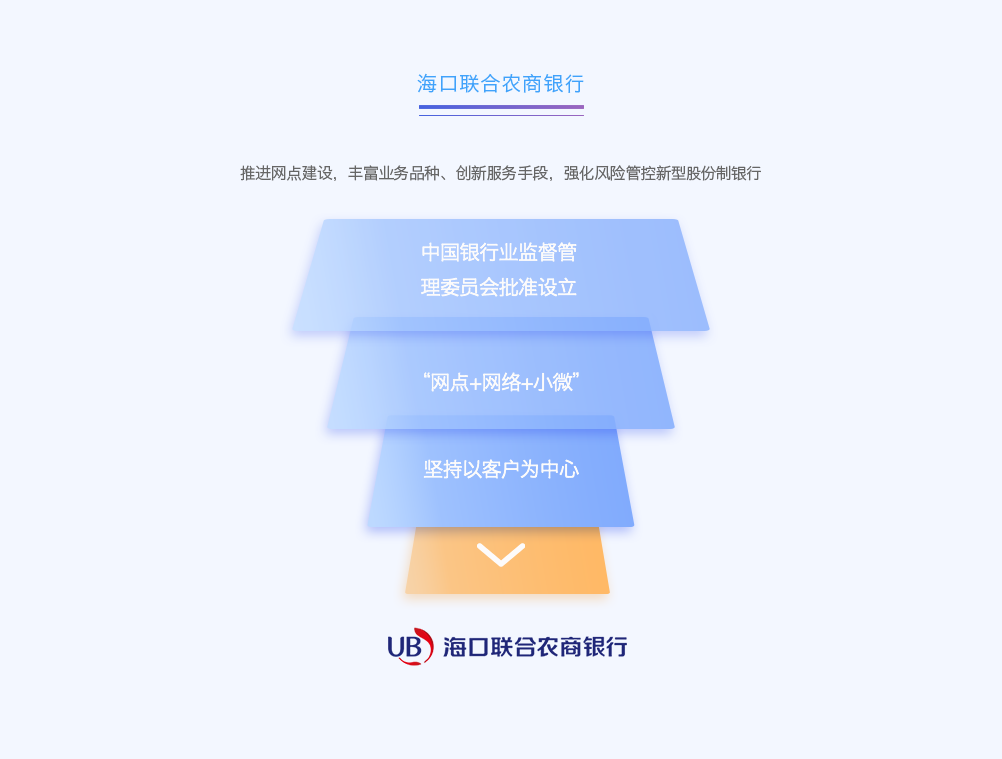 海口联合农商银行
推进网点建设，丰富业务品种、创新服务手段，强化风险管控新型股份制银行
中国银行业监督管
理委员会批准设立
“网点+网络+小微”
坚持以客户为中心
UB 海口联合农商银行